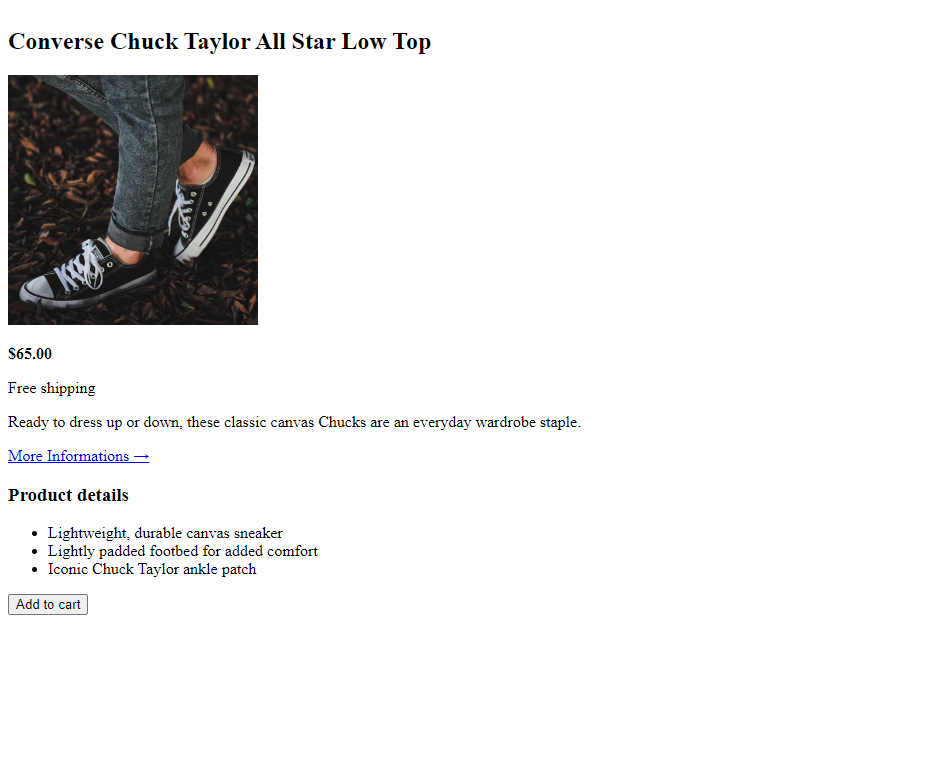 Converse Chuck Taylor All Star Low Top
$65.00
Free shipping
Ready to dress up or down, these classic canvas Chucks are an everyday wardrobe staple.
More Informations →
Product details
• Lightweight, durable canvas sneaker
• Lightly padded footbed for added comfort
• Iconic Chuck Taylor ankle patch
Add to cart